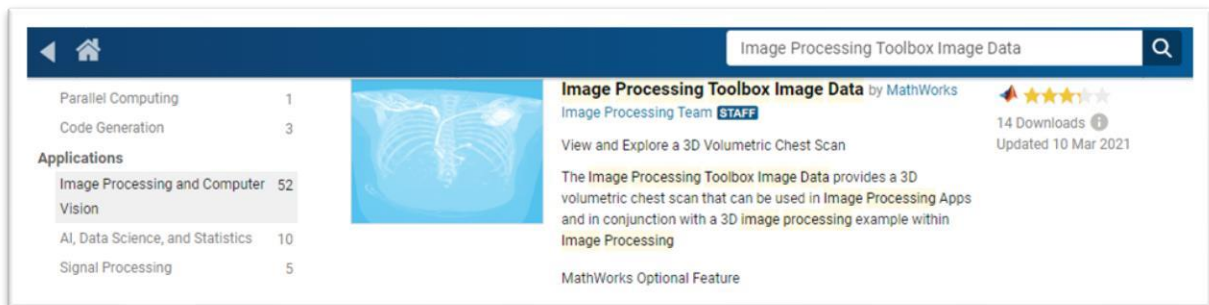 Image Processing Toolbox Image Data
Parallel Computing 1
Code Generation 3
Applications
Image Processing and Computer 52
Vision
AI, Data Science, and Statistics 10
Signal Processing 5
Image Processing Toolbox Image Data by MathWorks
Image Processing Team STAFF
View and Explore a 3D Volumetric Chest Scan
The Image Processing Toolbox Image Data provides a 3D
volumetric chest scan that can be used in Image Processing Apps
and in conjunction with a 3D image processing example within
Image Processing
MathWorks Optional Feature
14 Downloads
Updated 10 Mar 2021